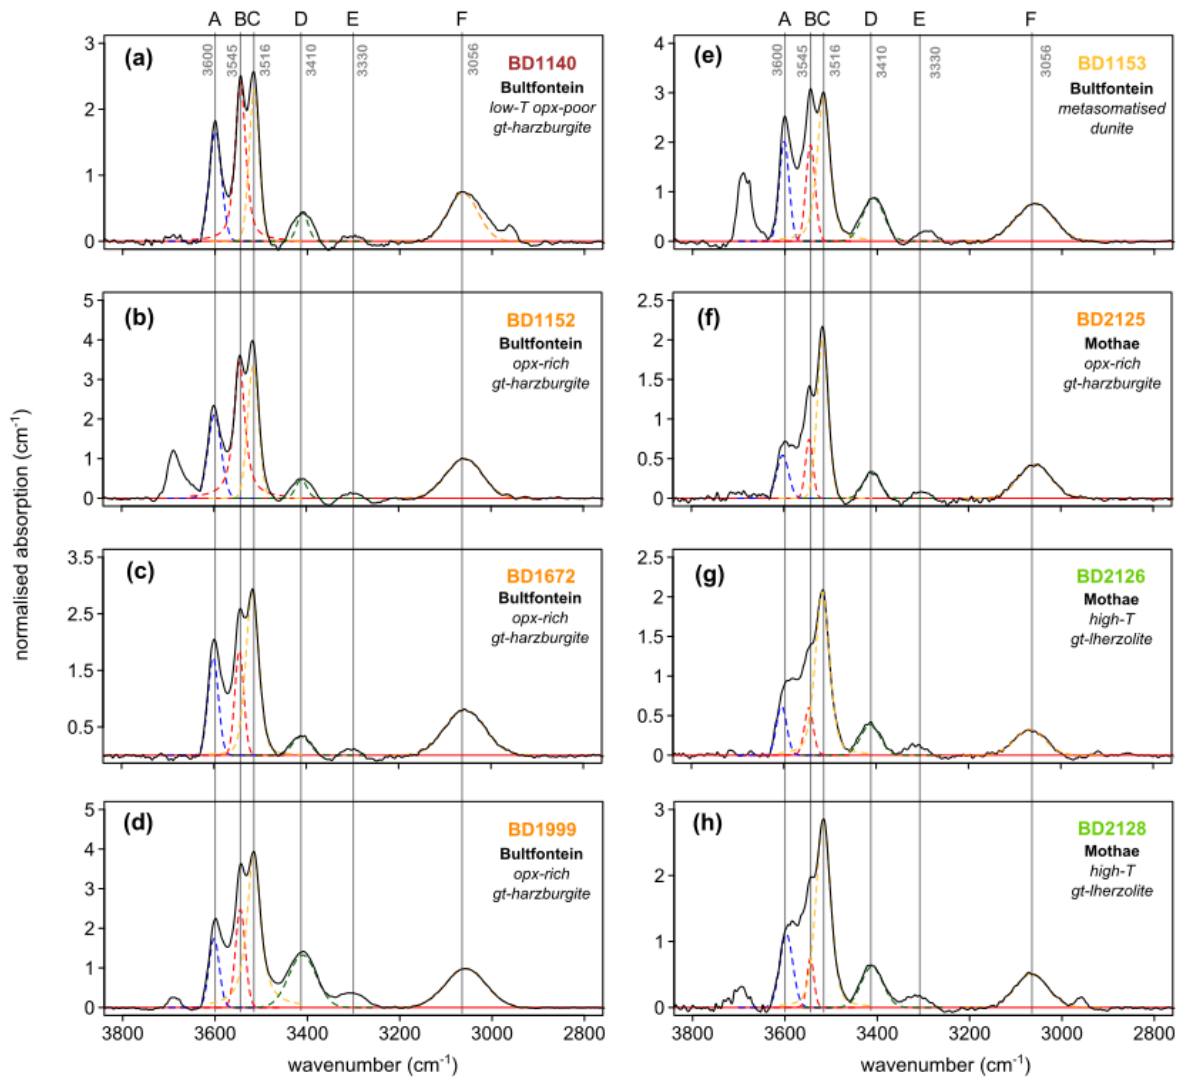 A B C D E F
A B C D E F
(a)
3600 3545 3516 3410 3330 3056
BD1140
Bultfontein
low-T opx-poor
gt-harzburgite
3
2
1
0
(e)
3600 3545 3516 3410 3330 3056
BD1153
Bultfontein
metasomatised
dunite
4
3
2
1
0
(b)
BD1152
Bultfontein
opx-rich
gt-harzburgite
5
4
3
2
1
0
(f)
BD2125
Mothae
opx-rich
gt-harzburgite
2.5
2
1.5
1
0.5
0
(c)
BD1672
Bultfontein
opx-rich
gt-harzburgite
3.5
2.5
1.5
0.5
(g)
BD2126
Mothae
high-T
gt-lherzolite
2.5
2
1.5
1
0.5
0
(d)
BD1999
Bultfontein
opx-rich
gt-harzburgite
5
4
3
2
1
0
(h)
BD2128
Mothae
high-T
gt-lherzolite
3
2
1
0
normalised absorption (cm⁻¹)
3800 3600 3400 3200 3000 2800
3800 3600 3400 3200 3000 2800
wavenumber (cm⁻¹)
wavenumber (cm⁻¹)